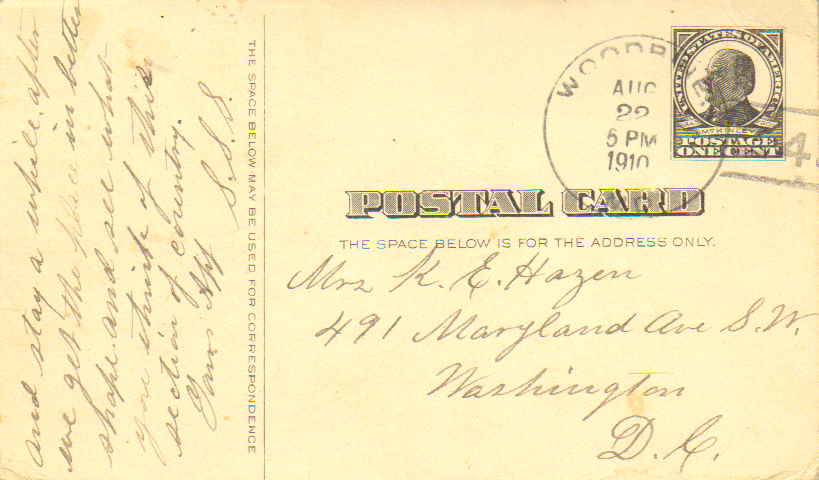 and stay a while, after
we get the place in better
shape and see what
you think of this
section of country.
Yours
S.S.S.
THE SPACE BELOW MAY BE USED FOR CORRESPONDENCE
WOODB
AUG
22
5 PM
1910
UNITED STATES OF AMERICA
McKINLEY
POSTAGE
ONE CENT
4
POSTAL CARD
THE SPACE BELOW IS FOR THE ADDRESS ONLY.
Mrs K. E. Hazen
491 Maryland Ave S.W.
Washington
D.C.